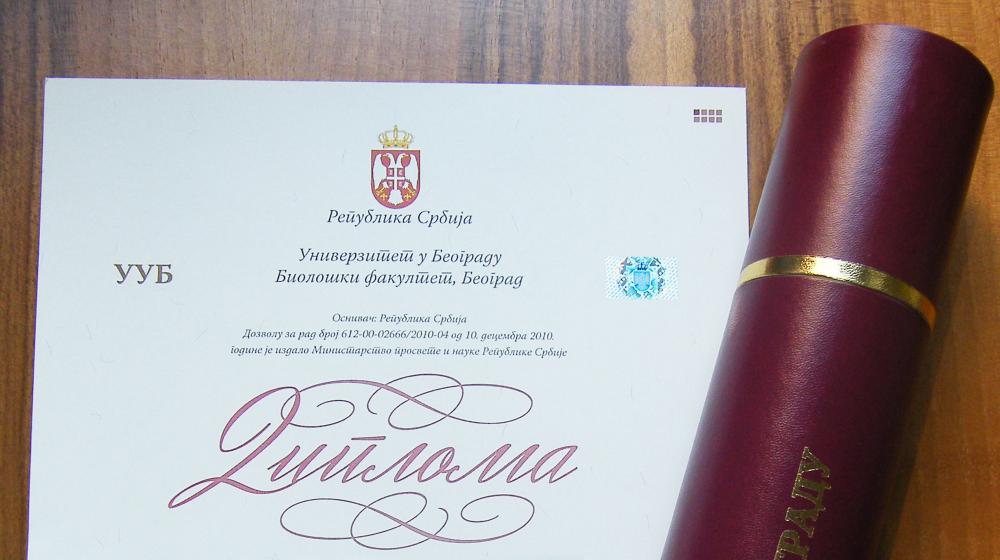 Република Србија
УУБ
Универзитет у Београду
Биолошки факултет, Београд
Оснивач: Република Србија
Дозволу за рад број 612-00-02666/2010-04 од 10. децембра 2010.
године је издало Министарство просвете и науке Републике Србије
Диплома
ГРАДУ